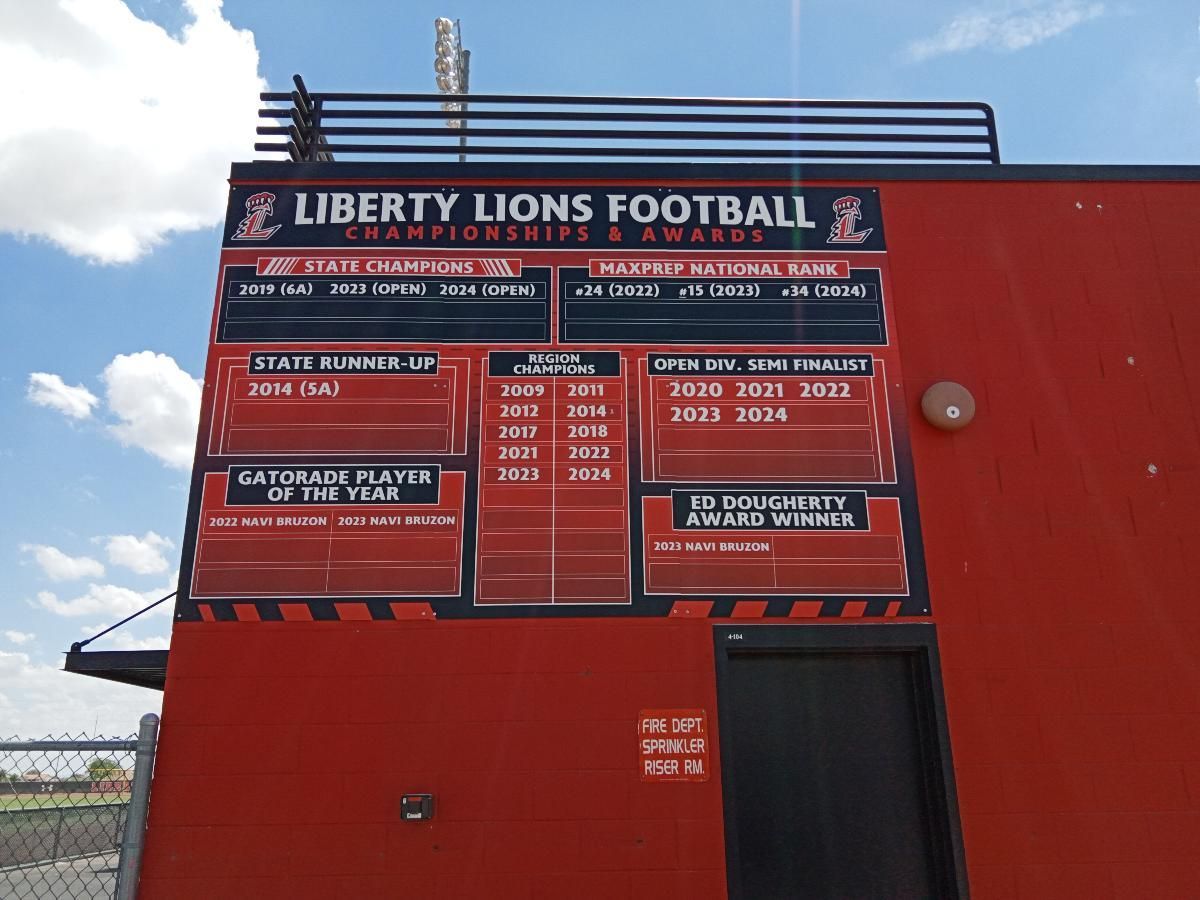 LIBERTY LIONS FOOTBALL
CHAMPIONSHIPS & AWARDS
STATE CHAMPIONS
2019 (6A) 2023 (OPEN) 2024 (OPEN)
MAXPREP NATIONAL RANK
#24 (2022) #15 (2023) #34 (2024)
STATE RUNNER-UP
2014 (5A)
REGION
CHAMPIONS
2009 2011
2012 2014
2017 2018
2021 2022
2023 2024
OPEN DIV. SEMI FINALIST
2020 2021 2022
2023 2024
GATORADE PLAYER
OF THE YEAR
2022 NAVI BRUZON 2023 NAVI BRUZON
ED DOUGHERTY
AWARD WINNER
2023 NAVI BRUZON
4-104
FIRE DEPT.
SPRINKLER
RISER RM.